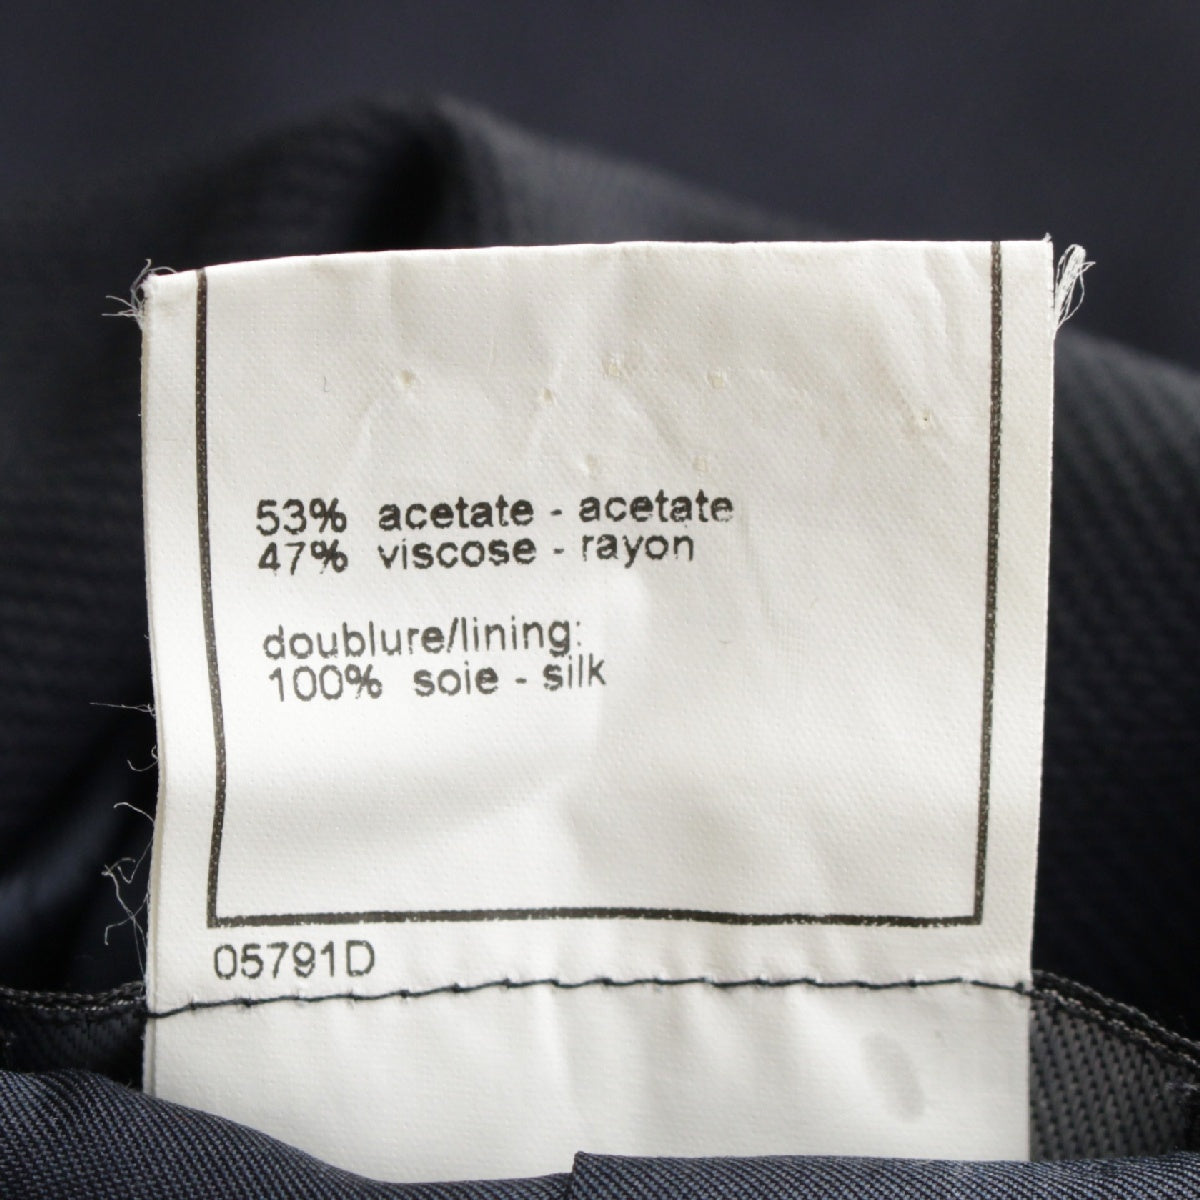 53% acetate - acetate
47% viscose - rayon
doublure/lining:
100% soie - silk
05791D